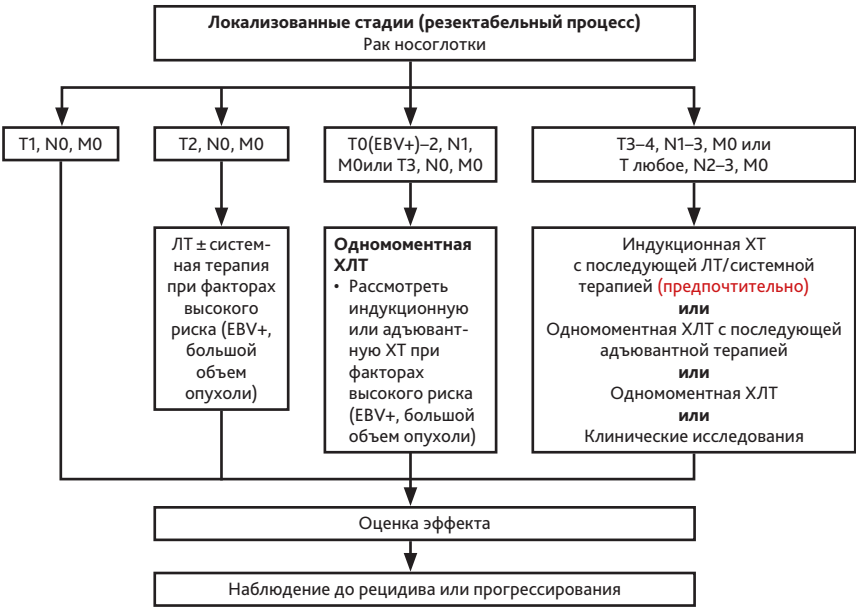 Локализованные стадии (резектабельный процесс)
Рак носоглотки
T1, N0, M0
T2, N0, M0
T0(EBV+)–2, N1,
M0или T3, N0, M0
T3–4, N1–3, M0 или
T любое, N2–3, M0
ЛТ ± систем-
ная терапия
при факторах
высокого
риска (EBV+,
большой
объем
опухоли)
Одномоментная
ХЛТ
• Рассмотреть
индукционную
или адъювант-
ную ХТ при
факторах
высокого риска
(EBV+, большой
объем опухоли)
Индукционная ХТ
с последующей ЛТ/системной
терапией (предпочтительно)
или
Одномоментная ХЛТ с последующей
адъювантной терапией
или
Одномоментная ХЛТ
или
Клинические исследования
Оценка эффекта
Наблюдение до рецидива или прогрессирования